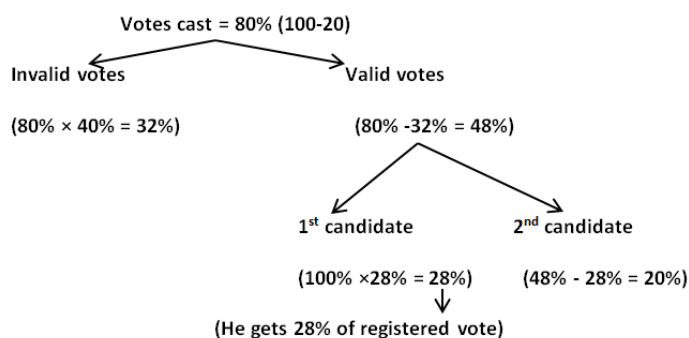 Votes cast = 80% (100-20)
Invalid votes Valid votes
(80% × 40% = 32%) (80% -32% = 48%)
1st candidate 2nd candidate
(100% ×28% = 28%) (48% - 28% = 20%)
(He gets 28% of registered vote)